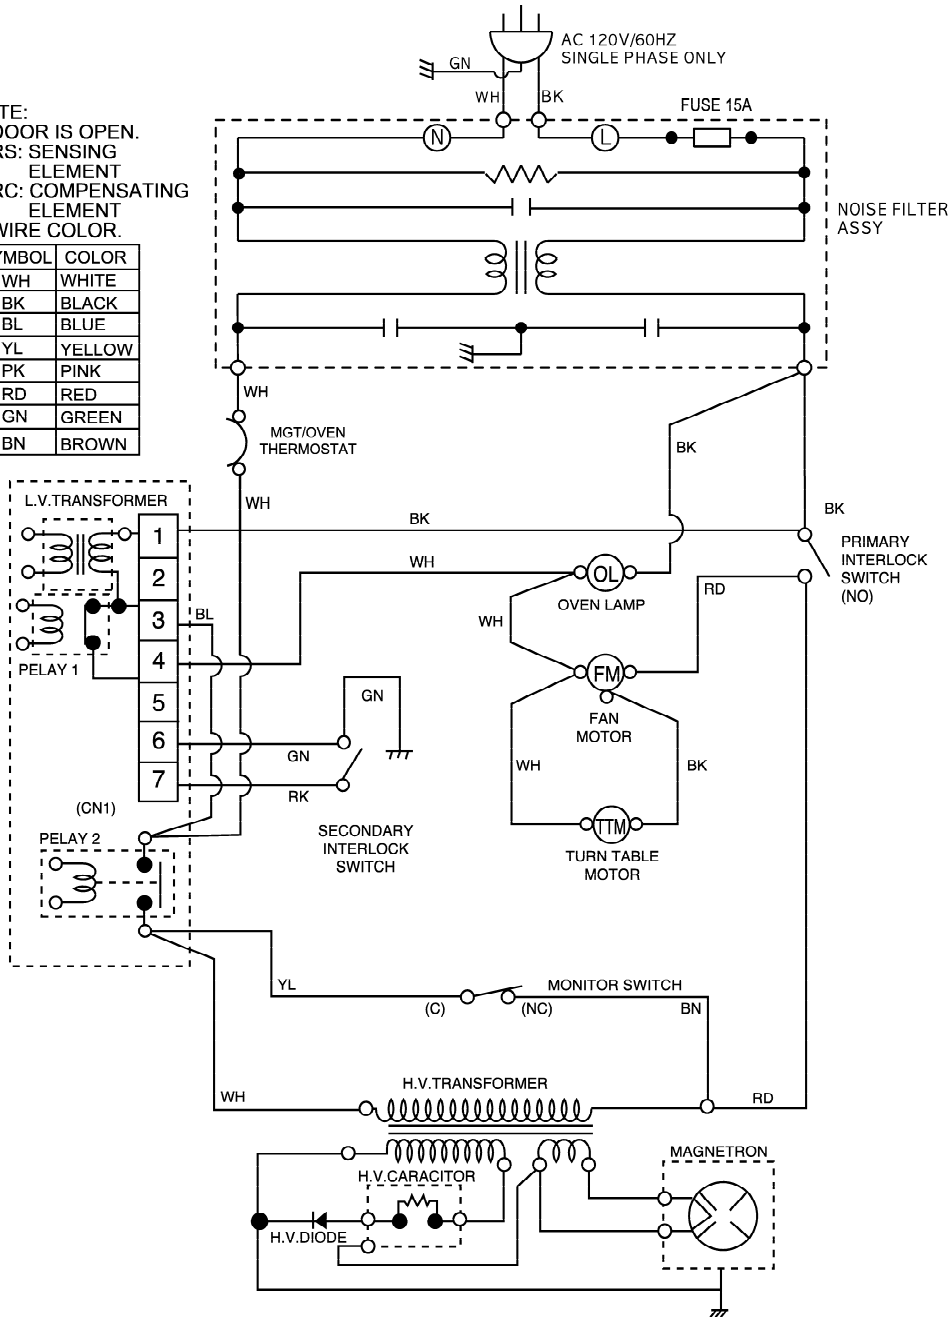 AC 120V/60HZ
SINGLE PHASE ONLY
GN
WH
BK
FUSE 15A
N
L
TE:
DOOR IS OPEN.
RS: SENSING
ELEMENT
RC: COMPENSATING
ELEMENT
WIRE COLOR.
NOISE FILTER
ASSY
YMBOL COLOR
WH WHITE
BK BLACK
BL BLUE
YL YELLOW
PK PINK
RD RED
GN GREEN
BN BROWN
WH
MGT/OVEN
THERMOSTAT
WH
BK
BK
L.V.TRANSFORMER
1
2
3
4
5
6
7
BK
PRIMARY
INTERLOCK
SWITCH
(NO)
WH
OL
OVEN LAMP
RD
BL
WH
PELAY 1
FM
FAN
MOTOR
GN
GN
RK
WH
BK
(CN1)
PELAY 2
SECONDARY
INTERLOCK
SWITCH
TTM
TURN TABLE
MOTOR
YL
MONITOR SWITCH
(C)
(NC)
BN
H.V.TRANSFORMER
WH
RD
MAGNETRON
H.V.CARACITOR
H.V.DIODE